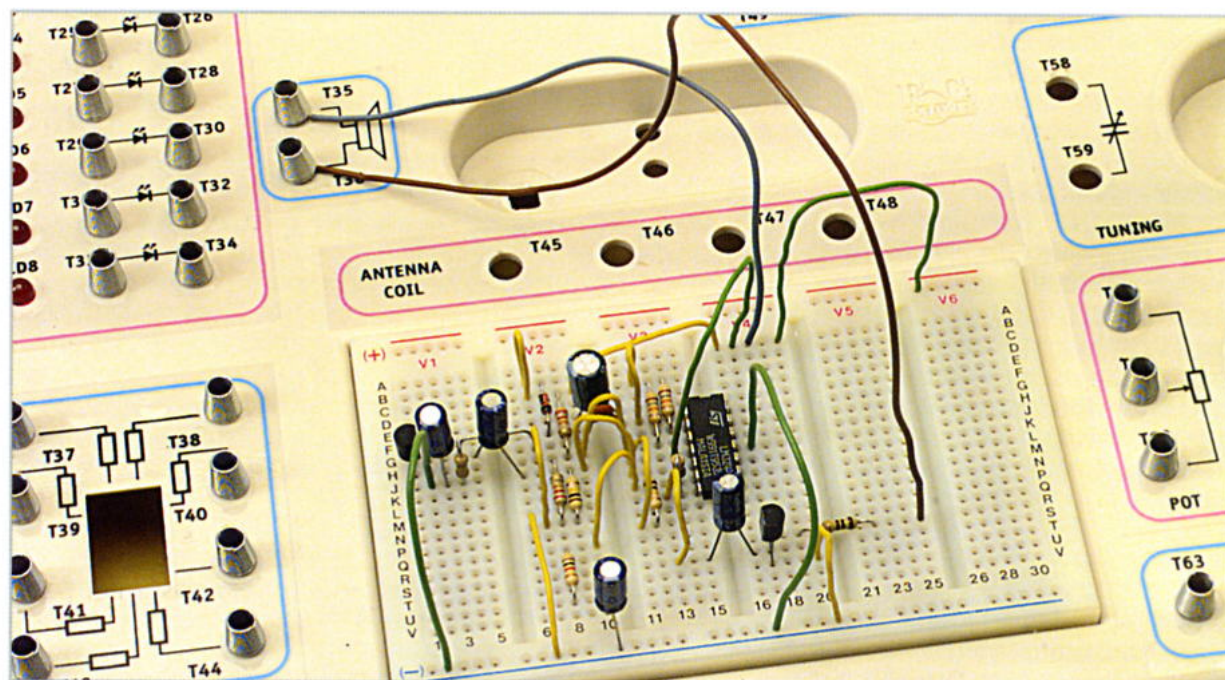 T26
T28
T30
T32
T34
LD8
T35
T45
T46
T47
T48
T58
T59
TUNING
ANTENNA
COIL
(+)
V1
V2
V5
V6
A
B
C
D
E
F
G
H
I
J
K
L
M
N
O
P
Q
R
S
T
U
V
A
B
C
D
E
F
G
H
I
J
K
L
M
N
O
P
Q
R
S
T
U
V
1
3
5
6
8
10
11
13
15
16
18
20
21
23
25
26
28
30
(—)
T37
T38
T39
T40
T41
T42
T44
POT
T63